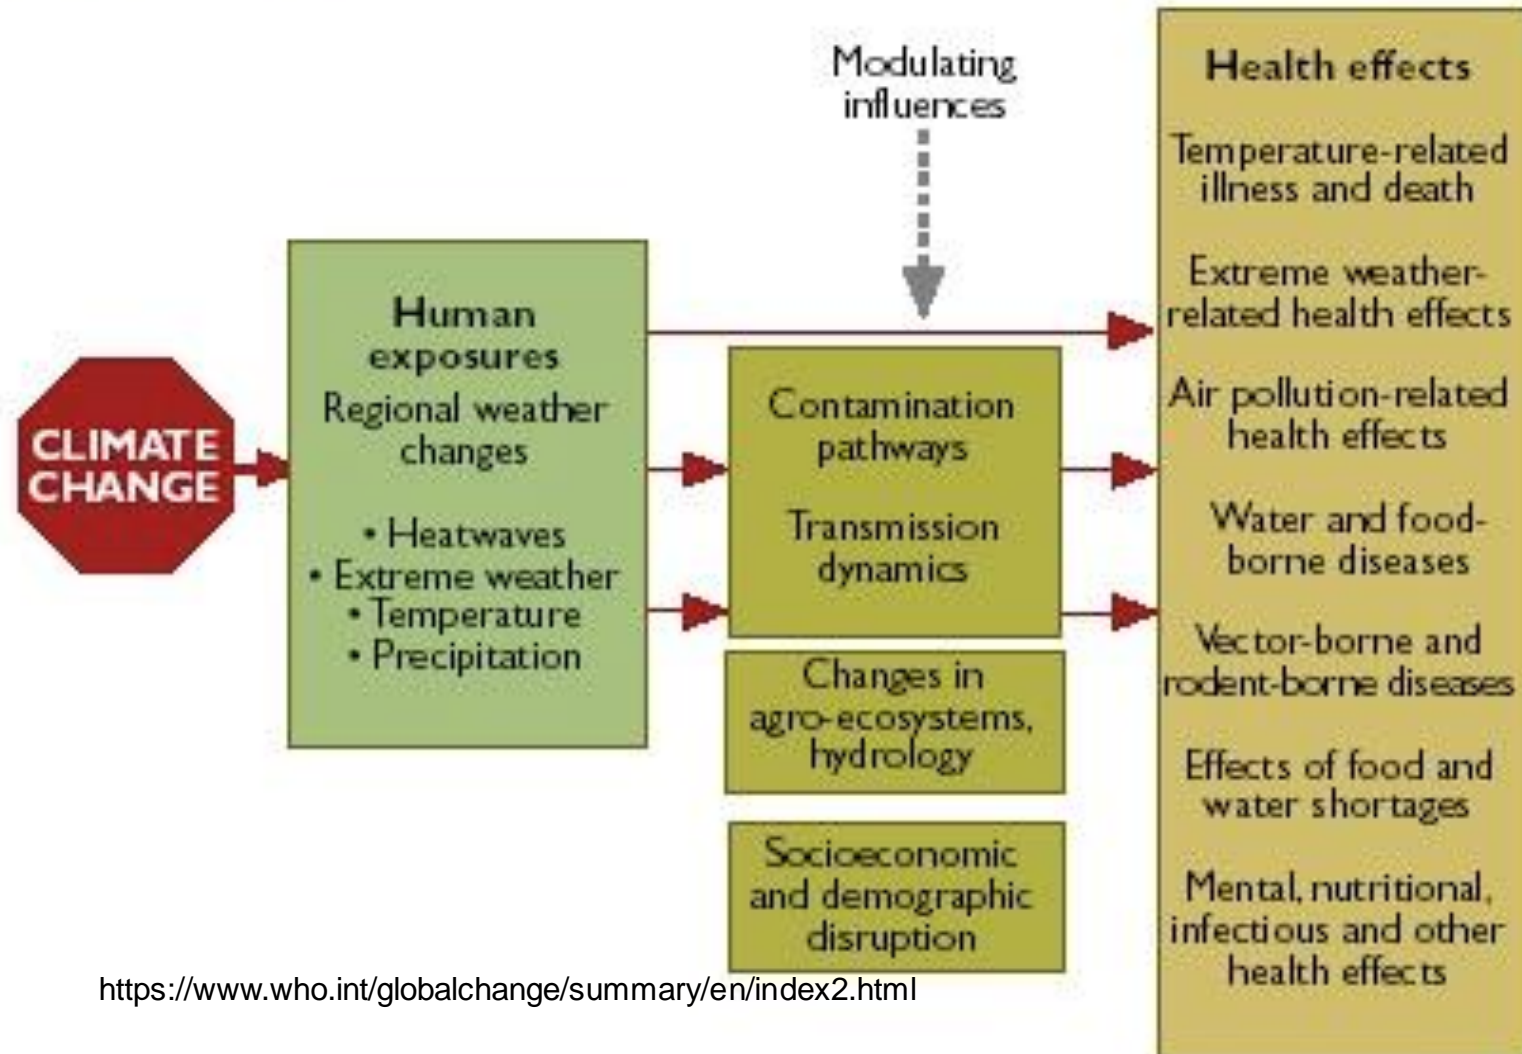 Modulating
influences
CLIMATE
CHANGE
Human
exposures
Regional weather
changes
• Heatwaves
• Extreme weather
• Temperature
• Precipitation
Contamination
pathways
Transmission
dynamics
Changes in
agro-ecosystems,
hydrology
Socioeconomic
and demographic
disruption
Health effects
Temperature-related
illness and death
Extreme weather-
related health effects
Air pollution-related
health effects
Water and food-
borne diseases
Vector-borne and
rodent-borne diseases
Effects of food and
water shortages
Mental, nutritional,
infectious and other
health effects
https://www.who.int/globalchange/summary/en/index2.html